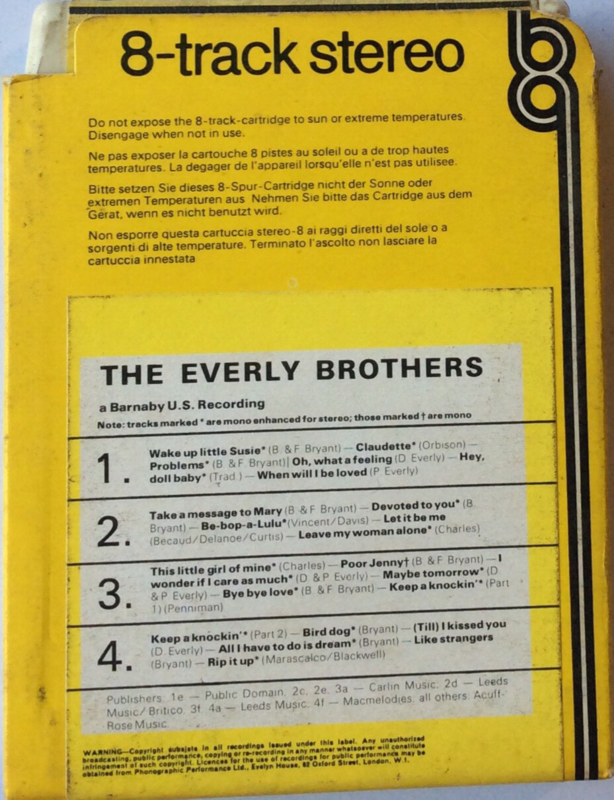 8-track stereo
Do not expose the 8-track-cartridge to sun or extreme temperatures.
Disengage when not in use.
Ne pas exposer la cartouche 8 pistes au soleil ou a de trop hautes
temperatures. La degager de l'appareil lorsqu'elle n'est pas utilisee.
Bitte setzen Sie dieses 8-Spur-Cartridge nicht der Sonne oder
extremen Temperaturen aus Nehmen Sie bitte das Cartridge aus dem
Gerat, wenn es nicht benutzt wird.
Non esporre questa cartuccia stereo-8 ai raggi diretti del sole o a
sorgenti di alte temperature. Terminato l'ascolto non lasciare la
cartuccia innestata
THE EVERLY BROTHERS
a Barnaby U.S. Recording
Note: tracks marked * are mono enhanced for stereo; those marked † are mono
1.
Wake up little Susie* (B & F Bryant) — Claudette* (Orbison) —
Problems* (B & F Bryant)| Oh, what a feeling (D. Everly) — Hey,
doll baby* (Trad.) — When will I be loved (P. Everly)
2.
Take a message to Mary (B & F Bryant) — Devoted to you* (B.
Bryant) — Be-bop-a-Lulu* (Vincent/Davis) — Let it be me
(Becaud/Delanoe/Curtis) — Leave my woman alone* (Charles)
3.
This little girl of mine* (Charles) — Poor Jenny† (B & F Bryant) — I
wonder if I care as much* (D. & P Everly) — Maybe tomorrow* (D.
& P Everly) — Bye bye love* (B & F Bryant) — Keep a knockin'* (Part
1) (Penniman)
4.
Keep a knockin'* (Part 2) — Bird dog* (Bryant) — (Till) I kissed you
(D. Everly) — All I have to do is dream* (Bryant) — Like strangers
(Bryant) — Rip it up* (Marascalco/Blackwell)
Publishers: 1e — Public Domain. 2c, 2e, 3a — Carlin Music. 2d — Leeds
Music/Britico. 3f. 4a — Leeds Music. 4f — Macmelodies: all others: Acuff-
Rose Music.
WARNING—Copyright subsists in all recordings issued under this label. Any unauthorized
broadcasting, public performance, copying or re-recording in any manner whatsoever will constitute
infringement of such copyright. Licences for the use of recordings for public performance may be
obtained from Phonographic Performance Ltd., Evelyn House, 62 Oxford Street, London, W.1.